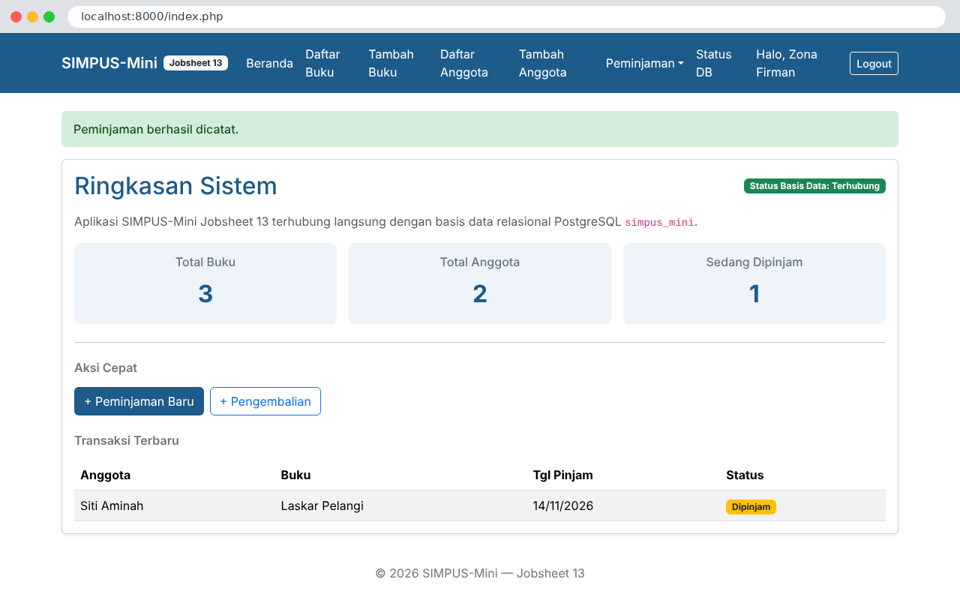 localhost:8000/index.php
SIMPUS-Mini Jobsheet 13 Beranda Daftar Buku Tambah Buku Daftar Anggota Tambah Anggota Peminjaman Status DB Halo, Zona Firman Logout
Peminjaman berhasil dicatat.
Ringkasan Sistem
Status Basis Data: Terhubung
Aplikasi SIMPUS-Mini Jobsheet 13 terhubung langsung dengan basis data relasional PostgreSQL simpus_mini.
Total Buku
3
Total Anggota
2
Sedang Dipinjam
1
Aksi Cepat
+ Peminjaman Baru
+ Pengembalian
Transaksi Terbaru
Anggota Buku Tgl Pinjam Status
Siti Aminah Laskar Pelangi 14/11/2026 Dipinjam
© 2026 SIMPUS-Mini — Jobsheet 13